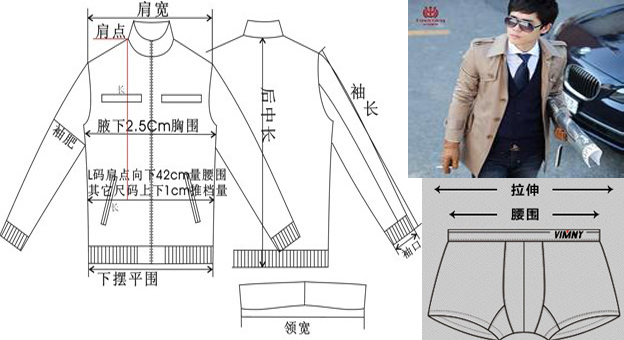 肩宽
肩点
长
袖肥
腋下2.5Cm胸围
L码肩点向下42cm量腰围
其它尺码上下1cm推档量
长
下摆平围
后中长
袖长
袖口
领宽
拉伸
腰围
VIMNY